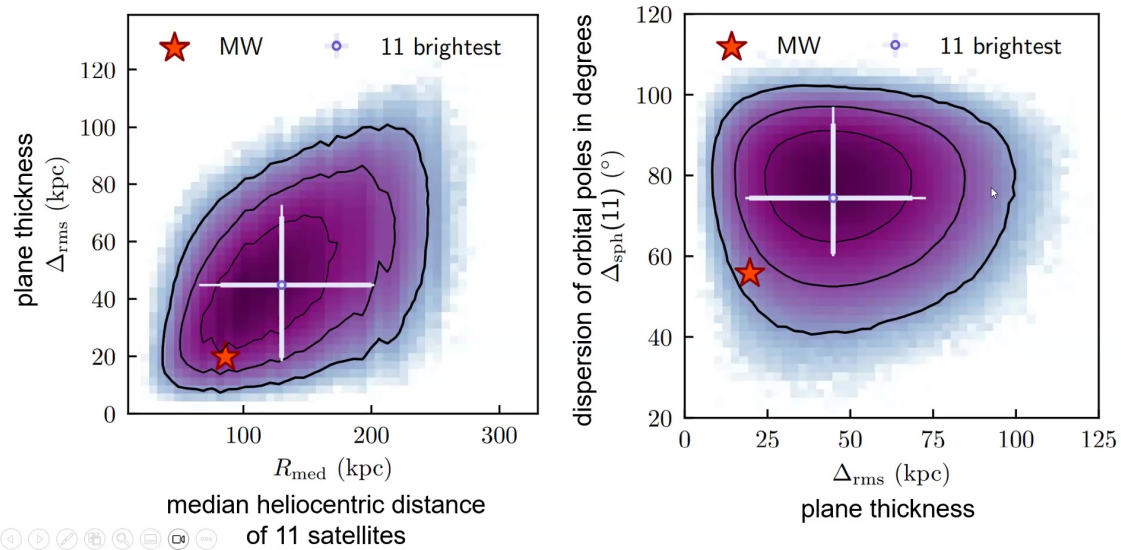 MW
11 brightest
plane thickness
Δrms (kpc)
120
100
80
60
40
20
0
100
200
300
Rmed (kpc)
median heliocentric distance
of 11 satellites
MW
11 brightest
dispersion of orbital poles in degrees
Δsph(11) (°)
120
100
80
60
40
20
0
25
50
75
100
125
Δrms (kpc)
plane thickness